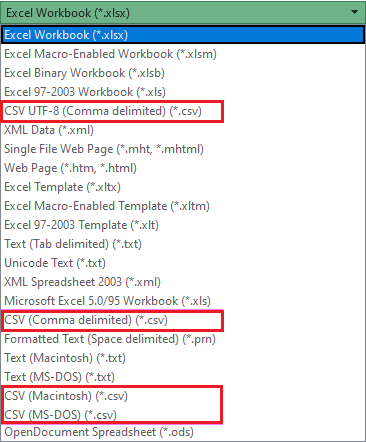 Excel Workbook (*.xlsx)
Excel Workbook (*.xlsx)
Excel Macro-Enabled Workbook (*.xlsm)
Excel Binary Workbook (*.xlsb)
Excel 97-2003 Workbook (*.xls)
CSV UTF-8 (Comma delimited) (*.csv)
XML Data (*.xml)
Single File Web Page (*.mht, *.mhtml)
Web Page (*.htm, *.html)
Excel Template (*.xltx)
Excel Macro-Enabled Template (*.xltm)
Excel 97-2003 Template (*.xlt)
Text (Tab delimited) (*.txt)
Unicode Text (*.txt)
XML Spreadsheet 2003 (*.xml)
Microsoft Excel 5.0/95 Workbook (*.xls)
CSV (Comma delimited) (*.csv)
Formatted Text (Space delimited) (*.prn)
Text (Macintosh) (*.txt)
Text (MS-DOS) (*.txt)
CSV (Macintosh) (*.csv)
CSV (MS-DOS) (*.csv)
OpenDocument Spreadsheet (*.ods)